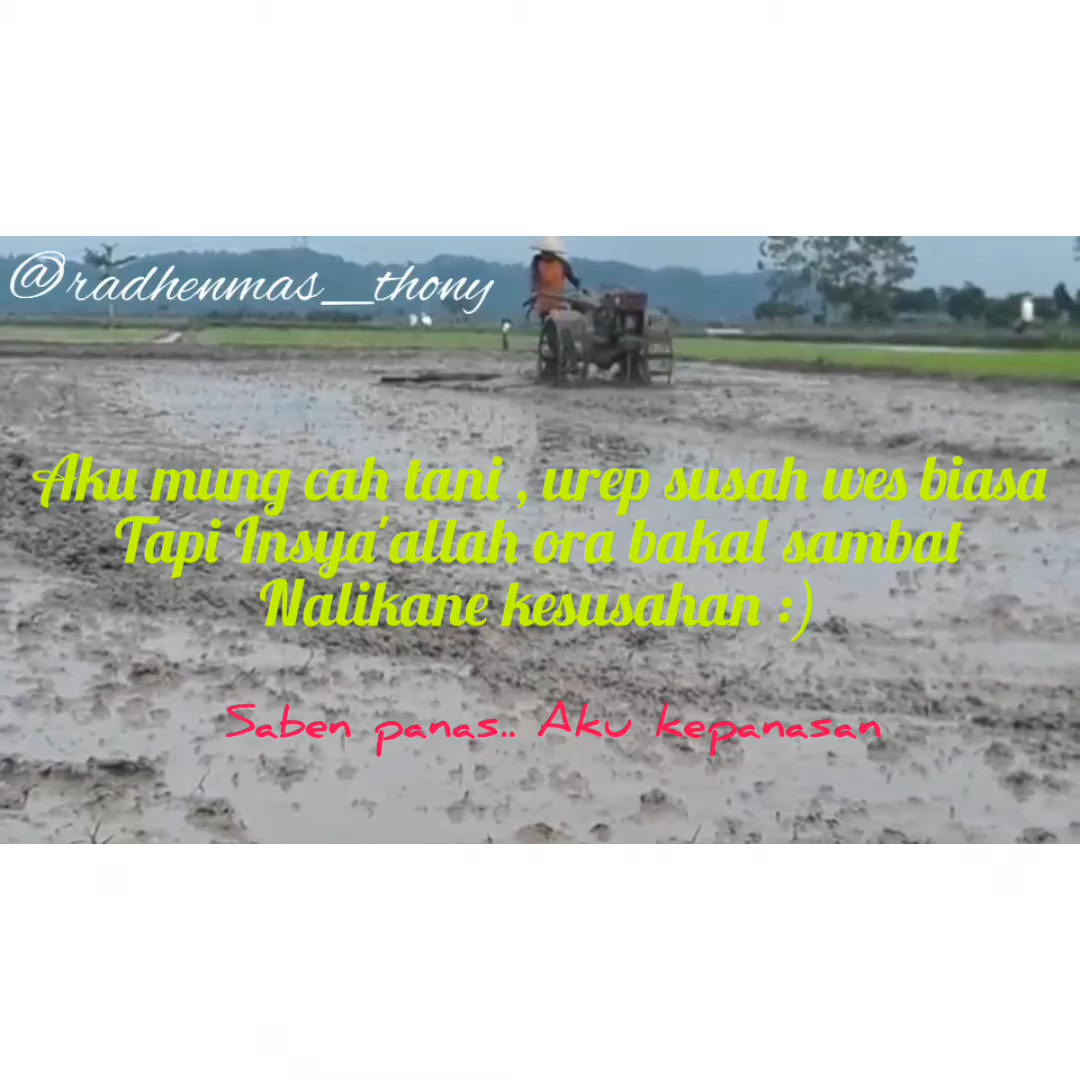 @radhenmas__thony
Aku mung cah tani , urep susah wes biasa
Tapi Insya'allah ora bakal sambat
Nalikane kesusahan :)
Saben panas.. Aku kepanasan